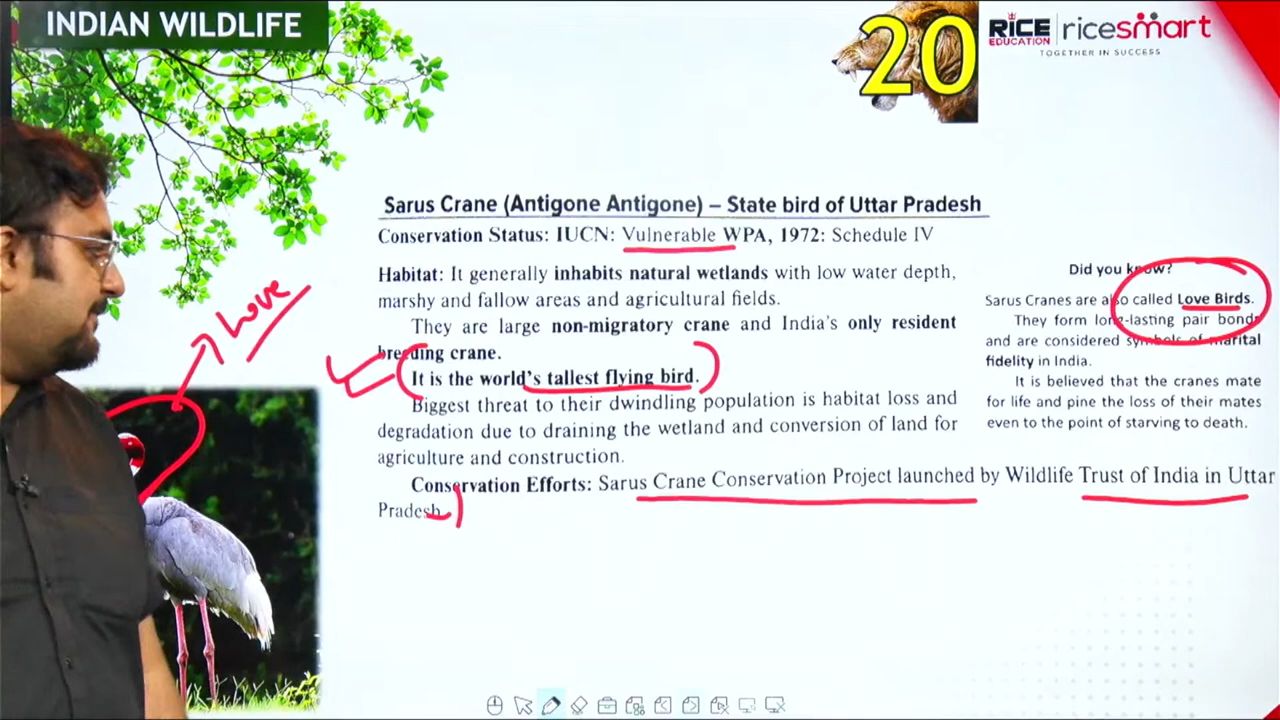 INDIAN WILDLIFE
20
RICE
EDUCATION
ricesmart
TOGETHER IN SUCCESS
Sarus Crane (Antigone Antigone) – State bird of Uttar Pradesh
Conservation Status: IUCN: Vulnerable WPA, 1972: Schedule IV
Habitat: It generally inhabits natural wetlands with low water depth,
marshy and fallow areas and agricultural fields.
They are large non-migratory crane and India's only resident
breeding crane.
It is the world's tallest flying bird.
Biggest threat to their dwindling population is habitat loss and
degradation due to draining the wetland and conversion of land for
agriculture and construction.
Conservation Efforts: Sarus Crane Conservation Project launched by Wildlife Trust of India in Uttar
Pradesh.
Did you know?
Sarus Cranes are also called Love Birds.
They form long-lasting pair bonds
and are considered symbols of marital
fidelity in India.
It is believed that the cranes mate
for life and pine the loss of their mates
even to the point of starving to death.
Love